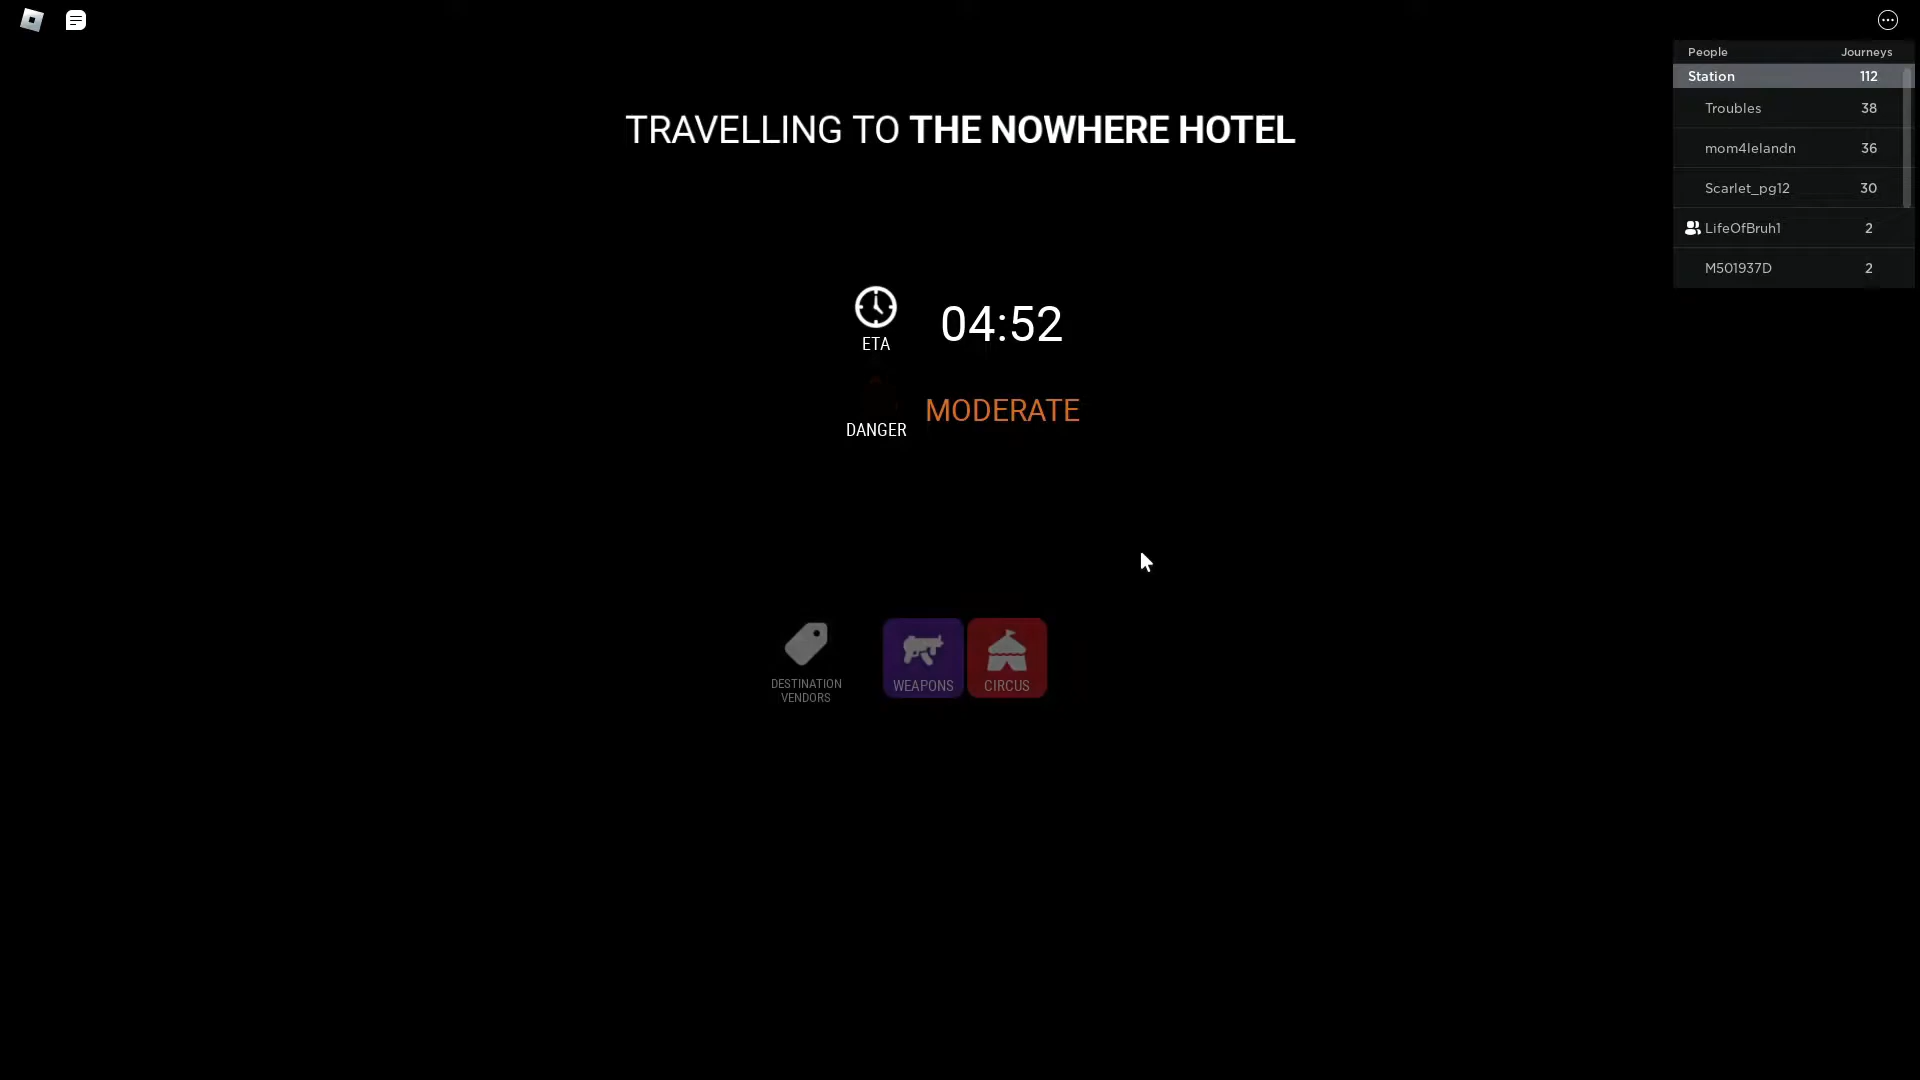 People Journeys
Station 112
Troubles 38
mom4lelandn 36
Scarlet_pg12 30
LifeOfBruh1 2
M501937D 2
TRAVELLING TO THE NOWHERE HOTEL
04:52
ETA
MODERATE
DANGER
DESTINATION
VENDORS
WEAPONS
CIRCUS